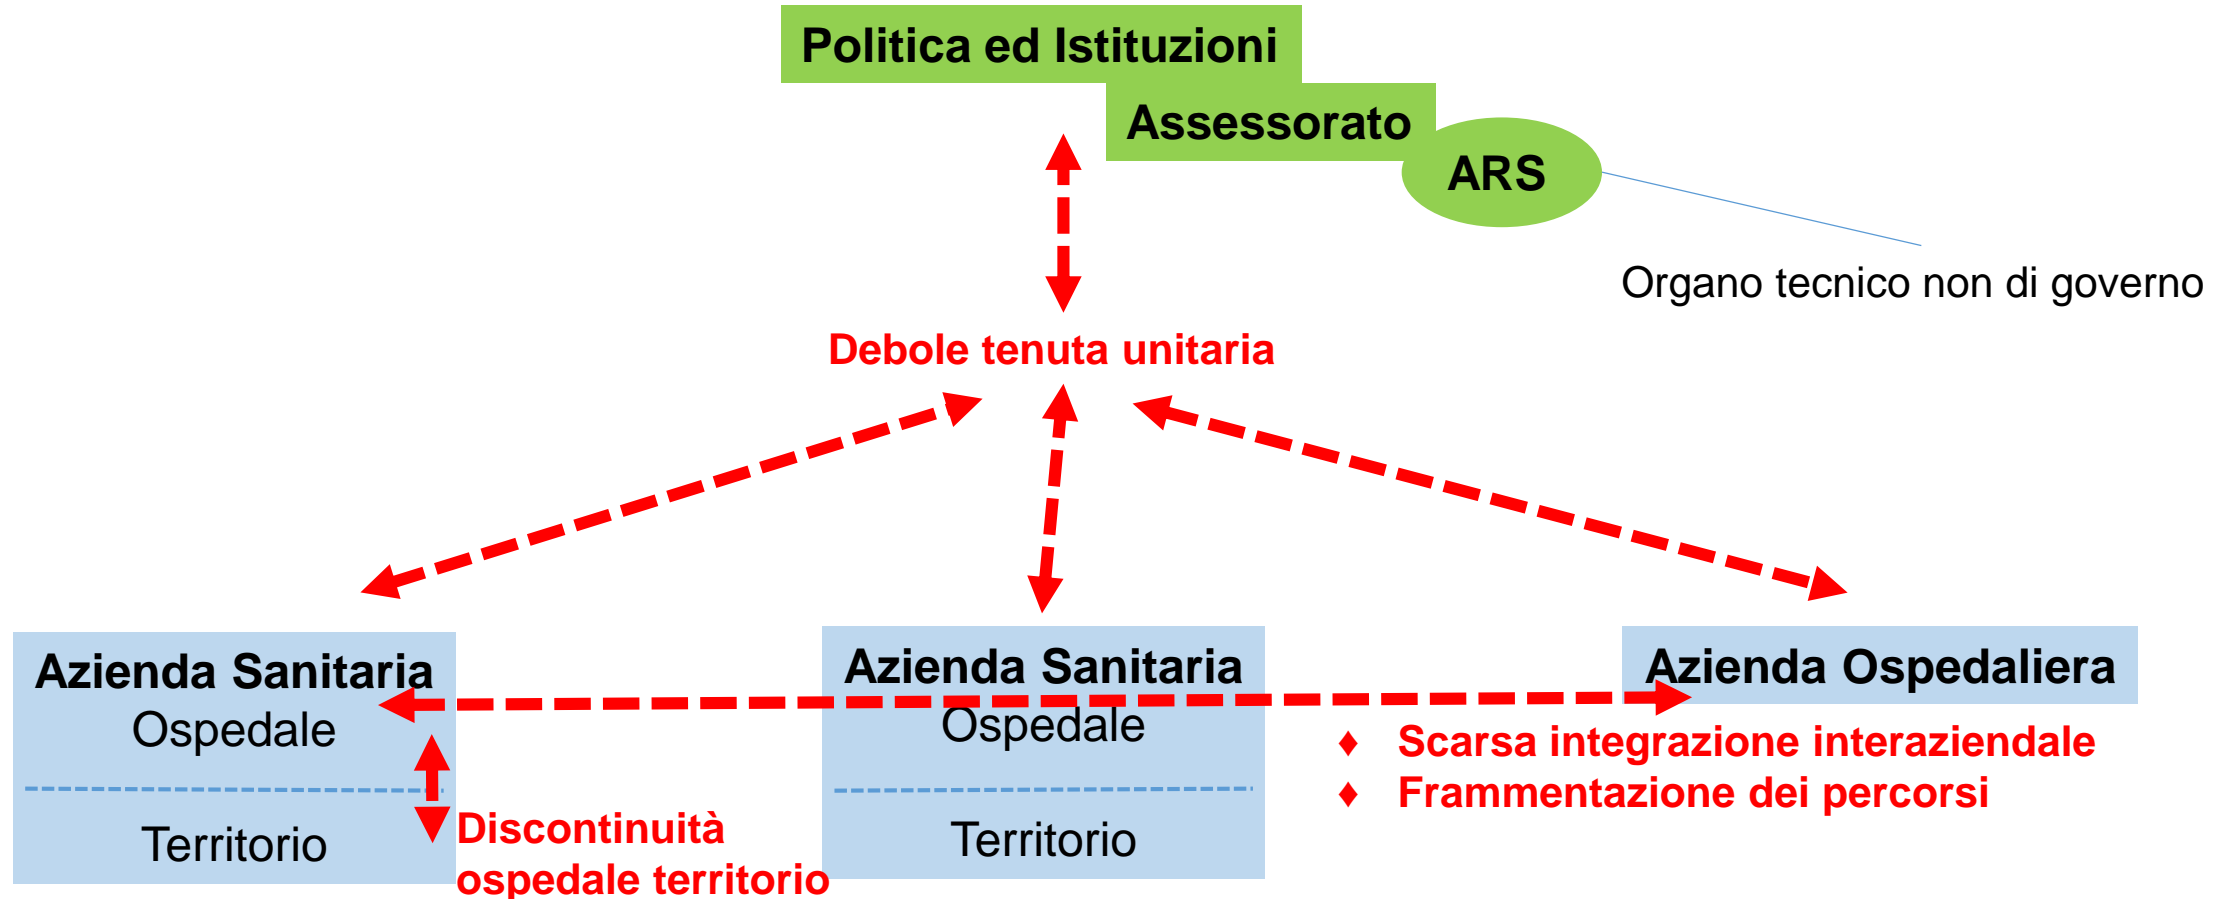 Politica ed Istituzioni
Assessorato
ARS
Organo tecnico non di governo
Debole tenuta unitaria
Azienda Sanitaria
Ospedale
Territorio
Discontinuità
ospedale territorio
Azienda Sanitaria
Ospedale
Territorio
Azienda Ospedaliera
♦ Scarsa integrazione interaziendale
♦ Frammentazione dei percorsi